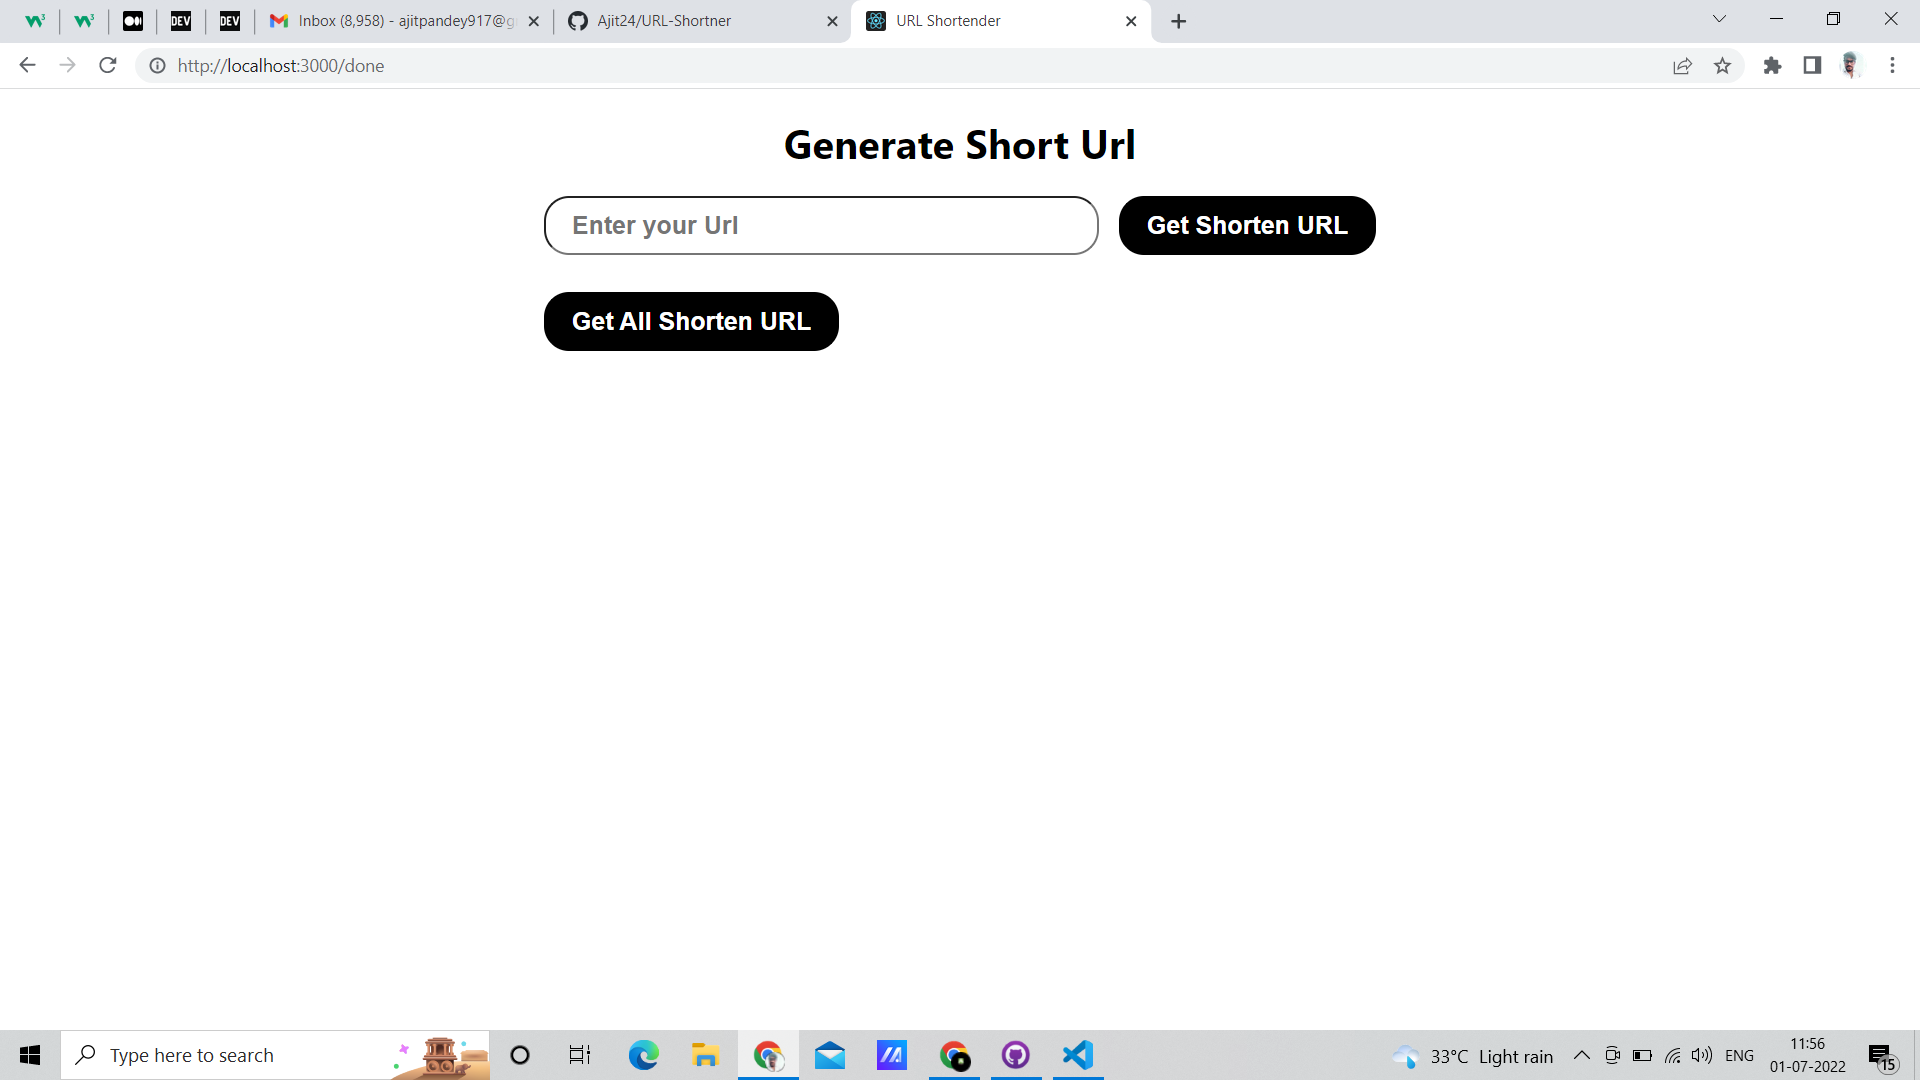 DEV
DEV
Inbox (8,958) - ajitpandey917@g
Ajit24/URL-Shortner
URL Shortender
http://localhost:3000/done
Generate Short Url
Enter your Url
Get Shorten URL
Get All Shorten URL
Type here to search
33°C Light rain
ENG
11:56
01-07-2022
15